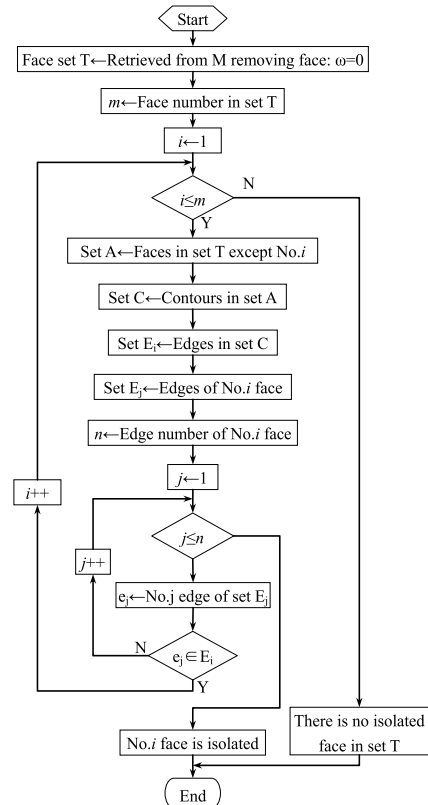 Start
Face set T←Retrieved from M removing face: ω=0
m←Face number in set T
i←1
i≤m
N
Y
Set A←Faces in set T except No.i
Set C←Contours in set A
Set Ei←Edges in set C
Set Ej←Edges of No.i face
n←Edge number of No.i face
j←1
i++
j≤n
j++
ej←No.j edge of set Ej
N
ej∈Ei
Y
No.i face is isolated
There is no isolated
face in set T
End